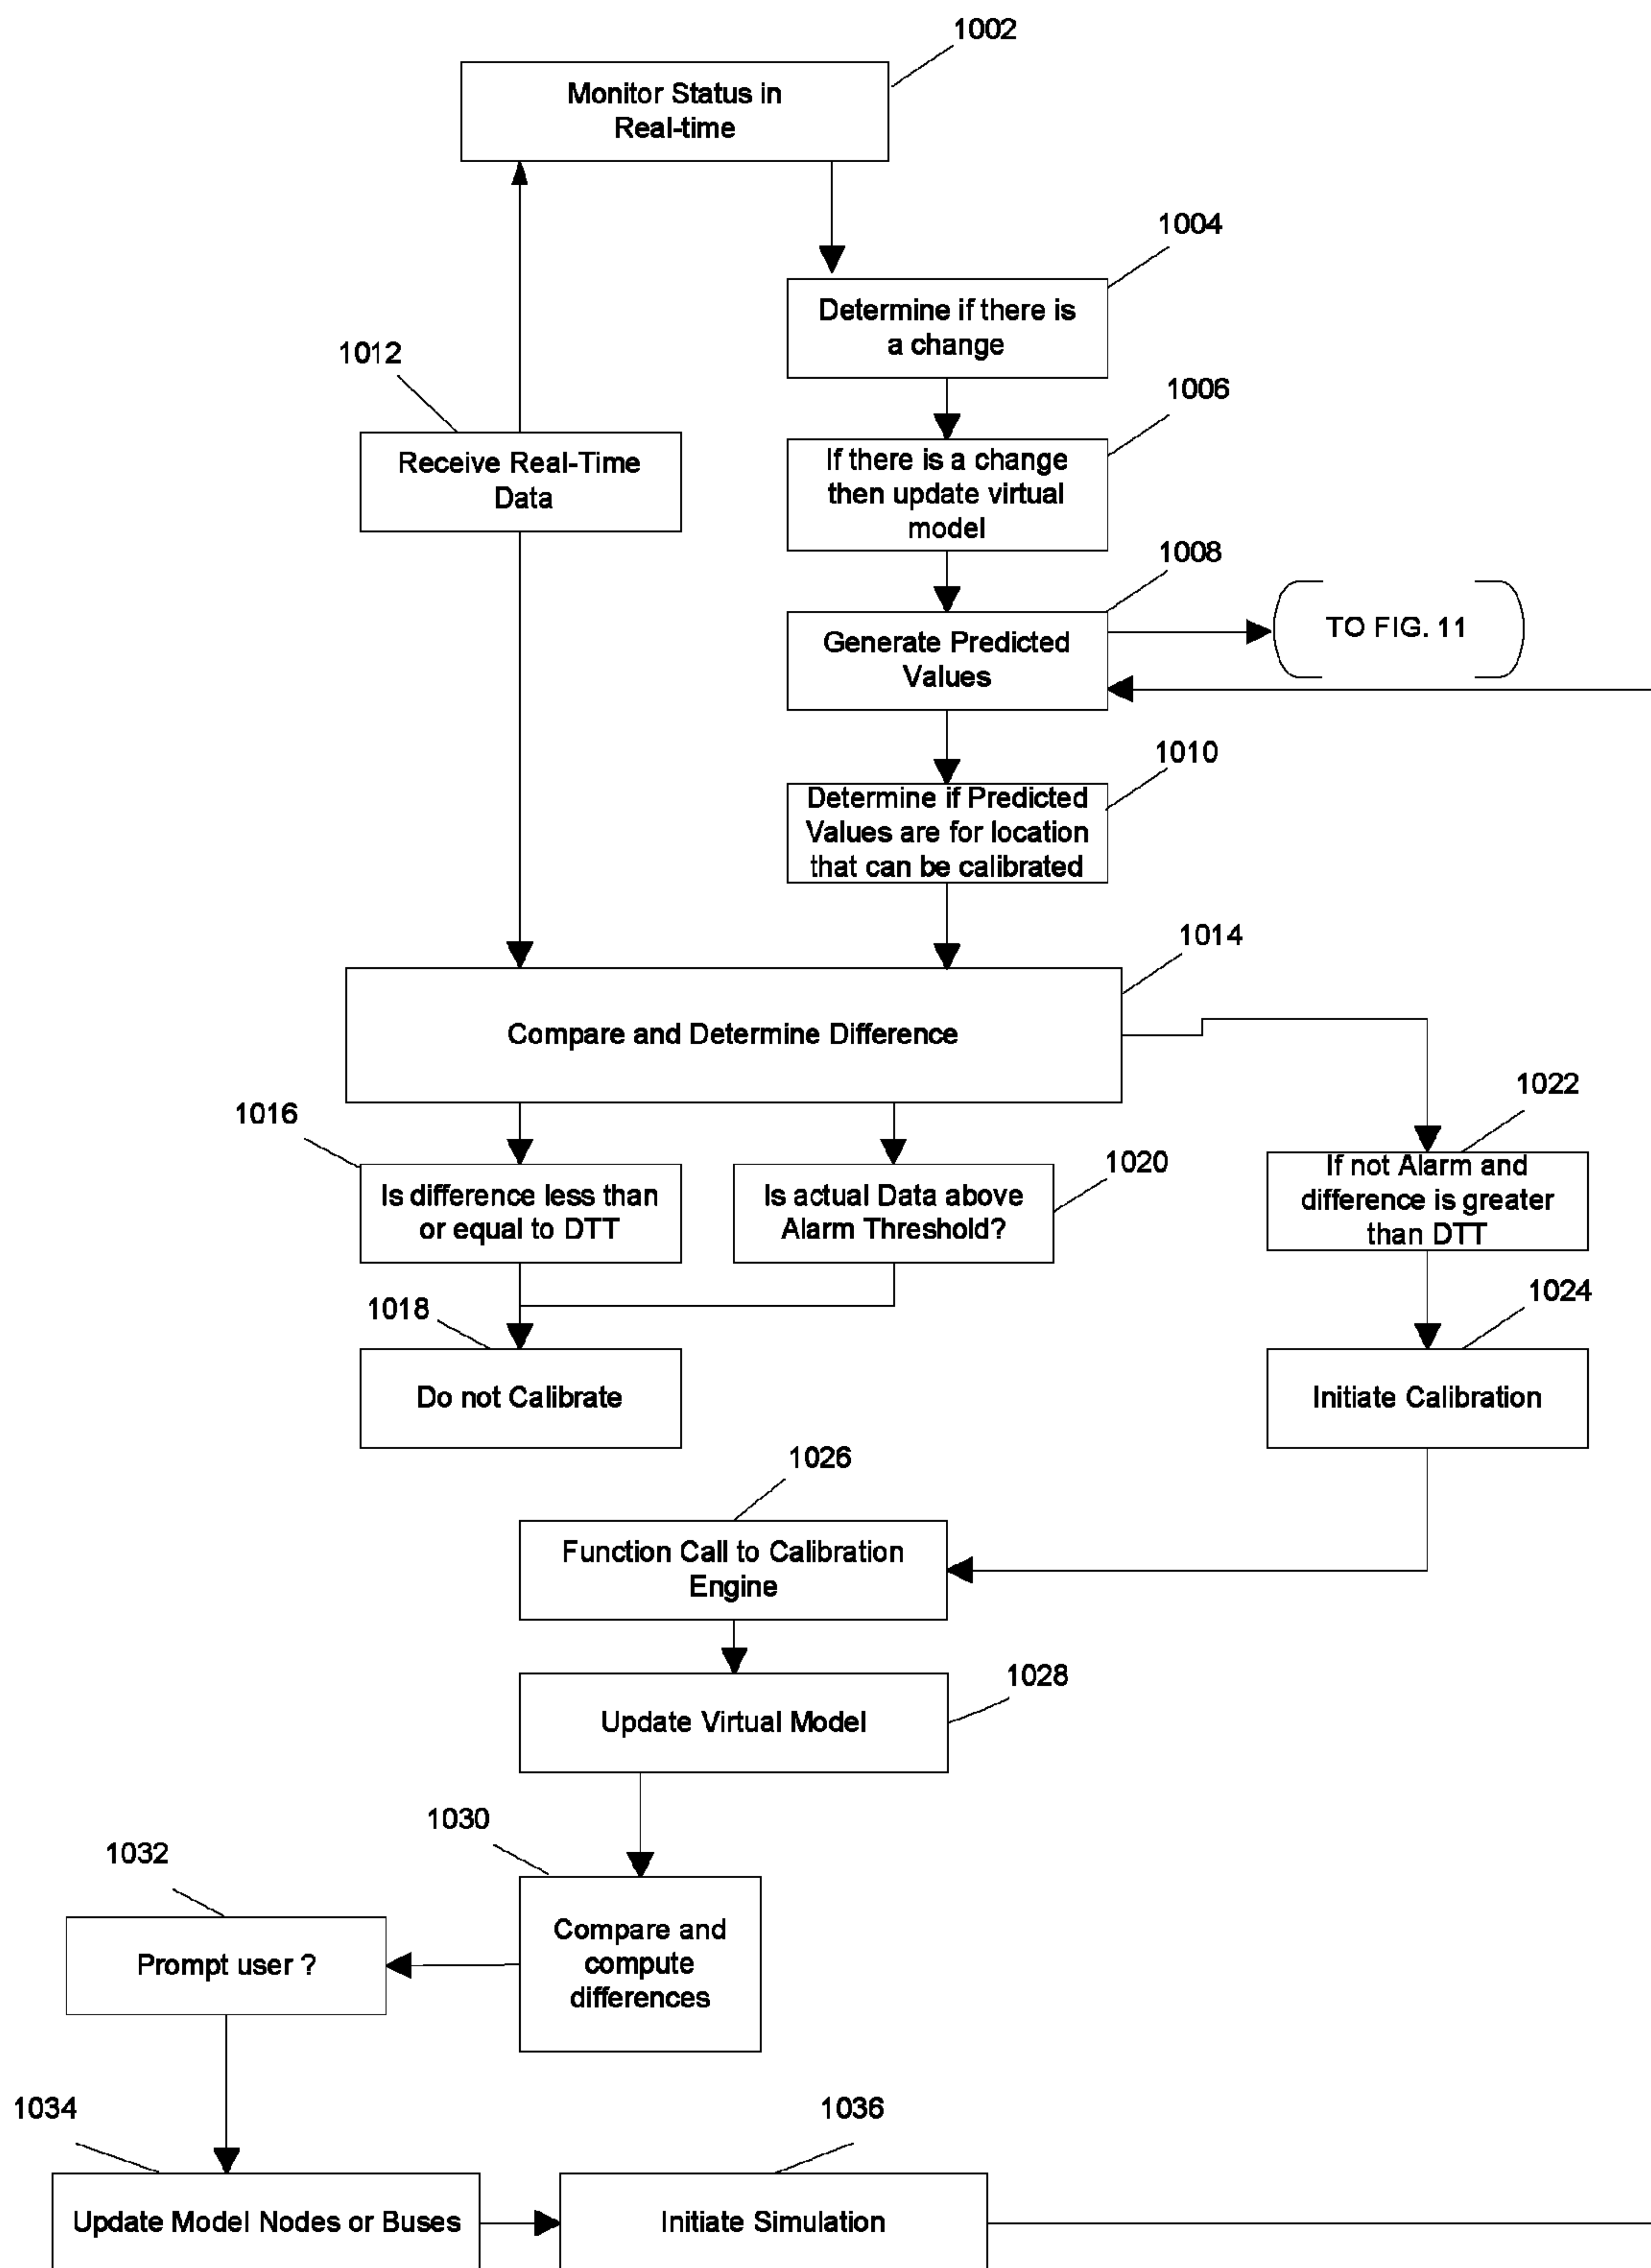 1002
Monitor Status in
Real-time
1004
Determine if there is
a change
1012
Receive Real-Time
Data
1006
If there is a change
then update virtual
model
1008
Generate Predicted
Values
TO FIG. 11
1010
Determine if Predicted
Values are for location
that can be calibrated
1014
Compare and Determine Difference
1016
Is difference less than
or equal to DTT
1020
Is actual Data above
Alarm Threshold?
1022
If not Alarm and
difference is greater
than DTT
1018
Do not Calibrate
1024
Initiate Calibration
1026
Function Call to Calibration
Engine
1028
Update Virtual Model
1030
Compare and
compute
differences
1032
Prompt user ?
1034
Update Model Nodes or Buses
1036
Initiate Simulation